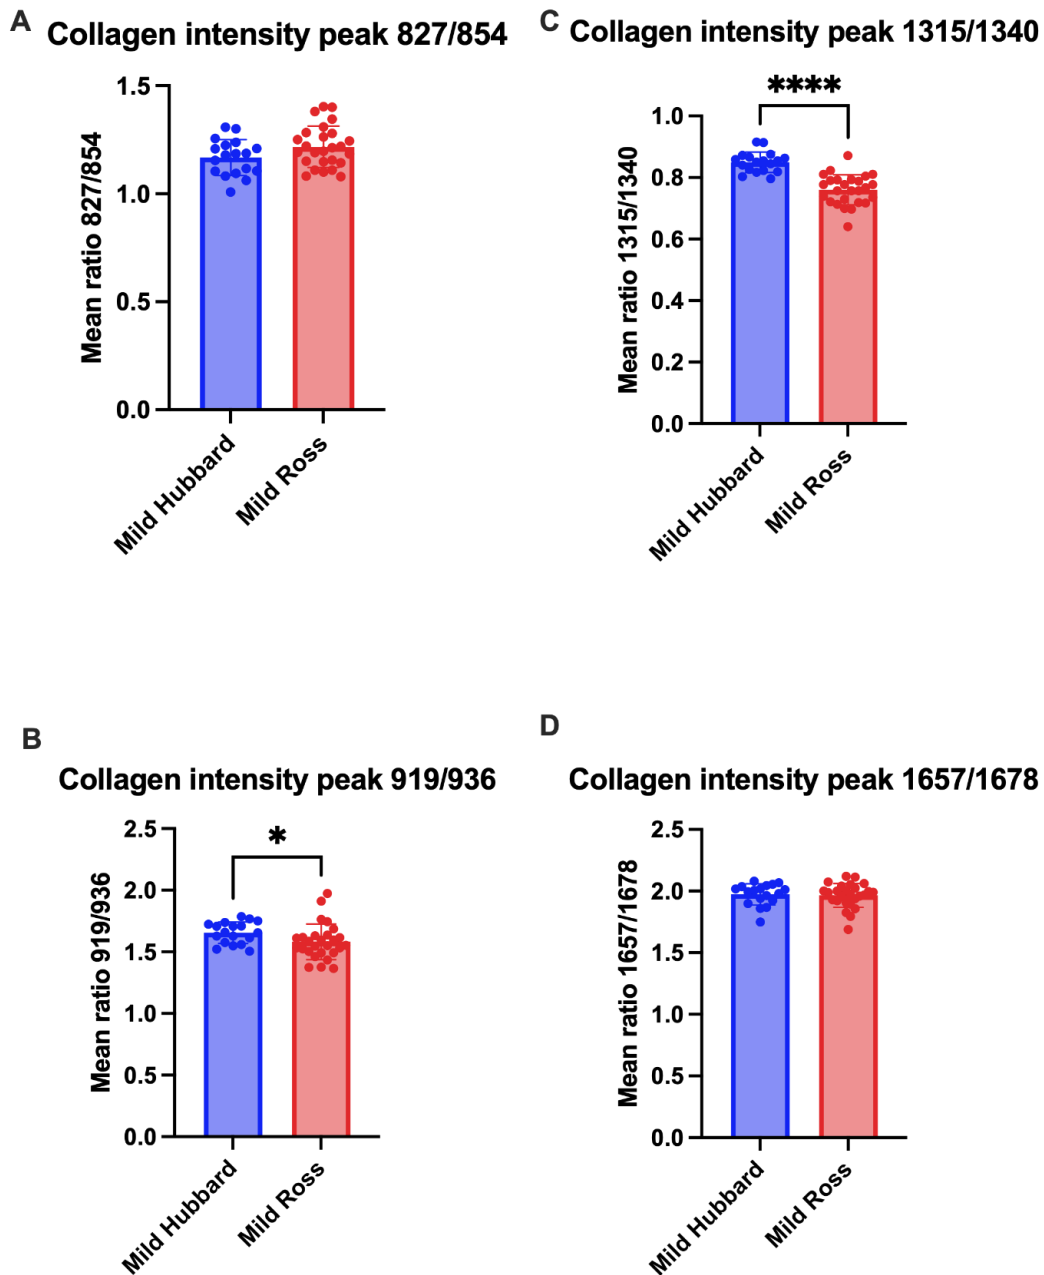 A
Collagen intensity peak 827/854
Mean ratio 827/854
1.5
1.0
0.5
0.0
Mild Hubbard
Mild Ross
C
Collagen intensity peak 1315/1340
****
Mean ratio 1315/1340
1.0
0.8
0.6
0.4
0.2
0.0
Mild Hubbard
Mild Ross
B
Collagen intensity peak 919/936
*
Mean ratio 919/936
2.5
2.0
1.5
1.0
0.5
0.0
Mild Hubbard
Mild Ross
D
Collagen intensity peak 1657/1678
Mean ratio 1657/1678
2.5
2.0
1.5
1.0
0.5
0.0
Mild Hubbard
Mild Ross